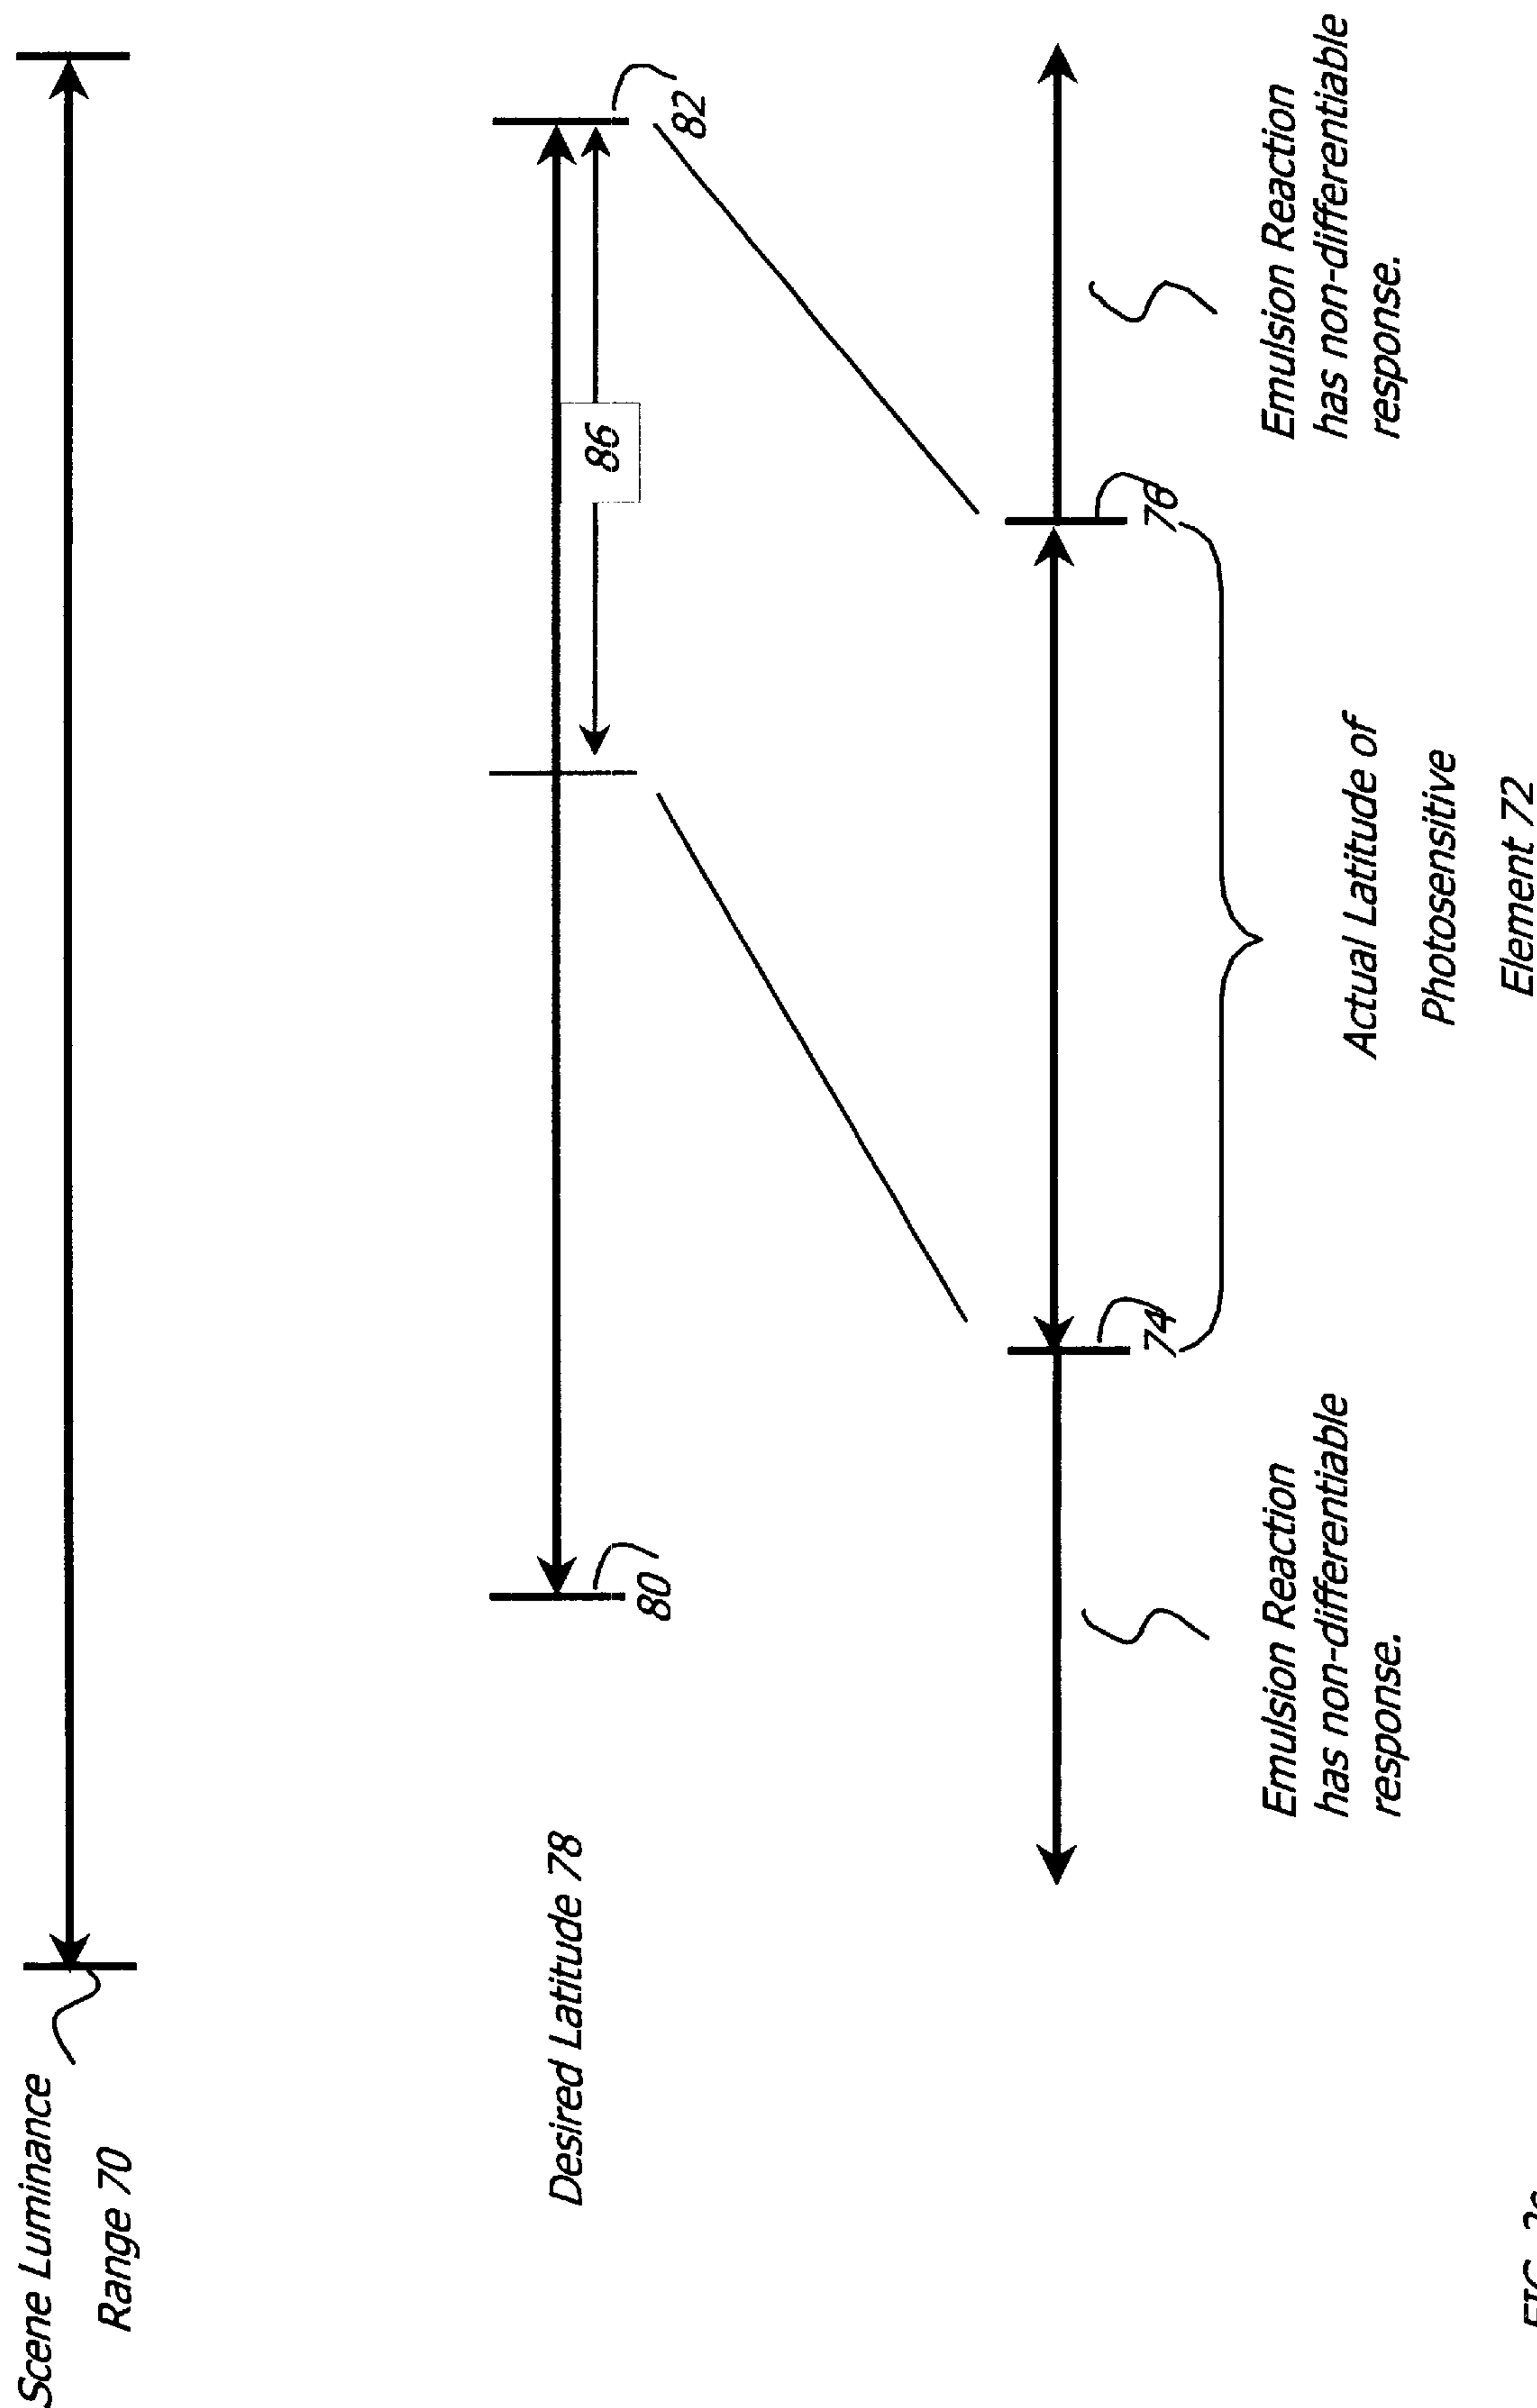 Scene Luminance
Range 70
Desired Latitude 78
80
86
82
74
76
Emulsion Reaction
has non-differentiable
response.
Actual Latitude of
Photosensitive
Element 72
Emulsion Reaction
has non-differentiable
response.
FIG.